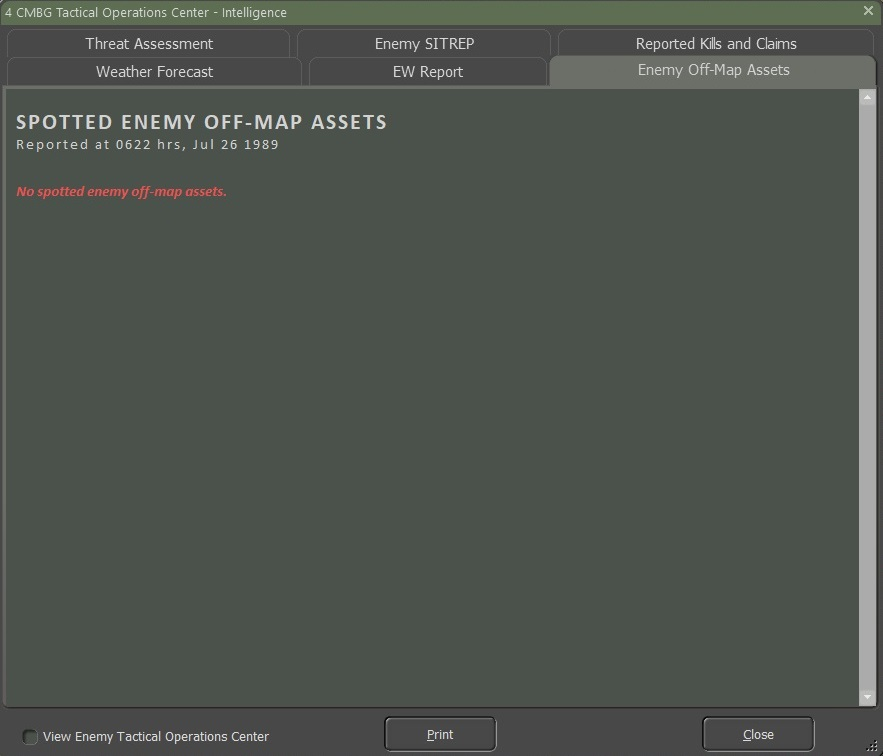 4 CMBG Tactical Operations Center - Intelligence
Threat Assessment
Enemy SITREP
Reported Kills and Claims
Weather Forecast
EW Report
Enemy Off-Map Assets
SPOTTED ENEMY OFF-MAP ASSETS
Reported at 0622 hrs, Jul 26 1989
No spotted enemy off-map assets.
View Enemy Tactical Operations Center
Print
Close